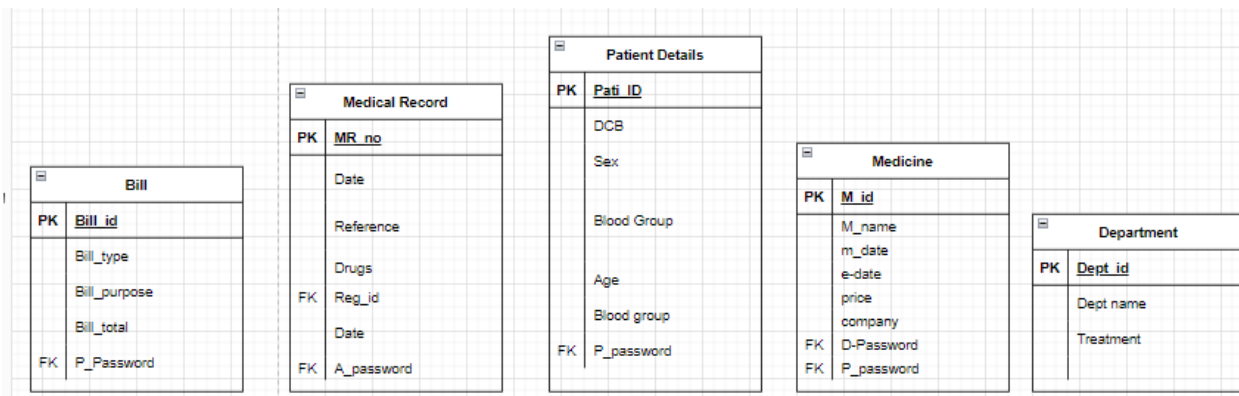 Bill
PK Bill_id
Bill_type
Bill_purpose
Bill_total
FK P_Password
Medical Record
PK MR_no
Date
Reference
Drugs
FK Reg_id
Date
FK A_password
Patient Details
PK Pati_ID
DCB
Sex
Blood Group
Age
Blood group
FK P_password
Medicine
PK M_id
M_name
m_date
e-date
price
company
FK D-Password
FK P_password
Department
PK Dept_id
Dept name
Treatment